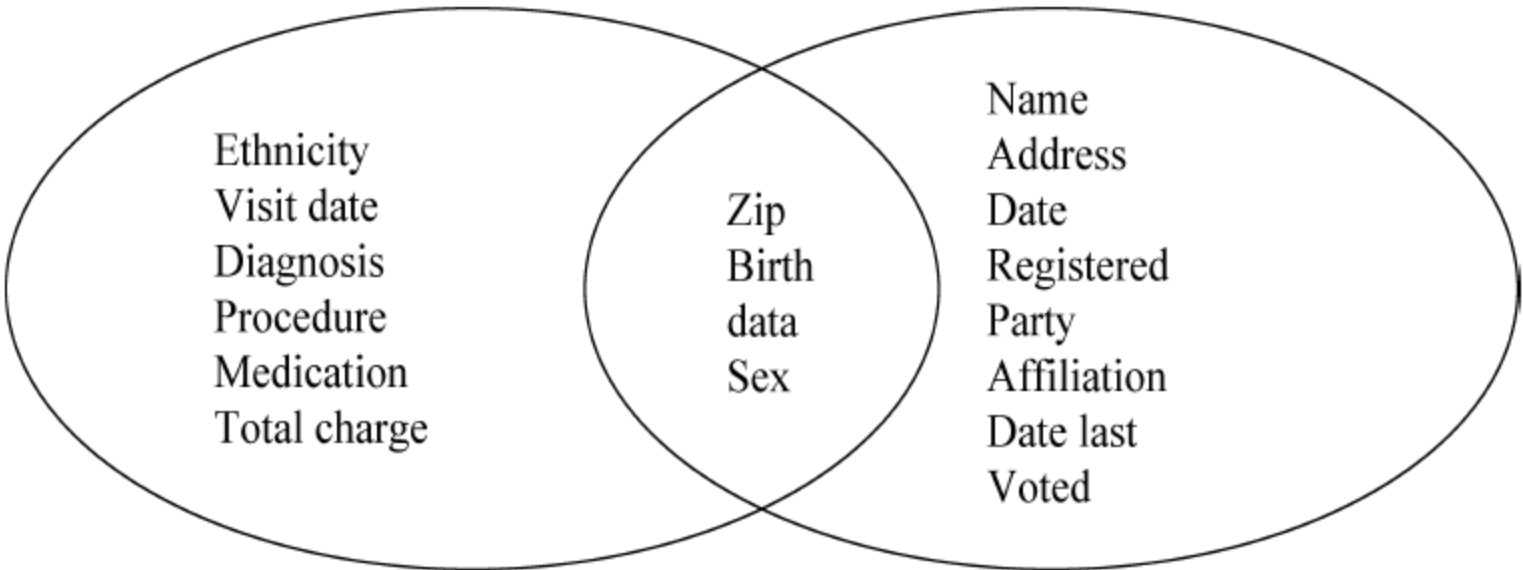 Ethnicity
Visit date
Diagnosis
Procedure
Medication
Total charge
Zip
Birth
data
Sex
Name
Address
Date
Registered
Party
Affiliation
Date last
Voted